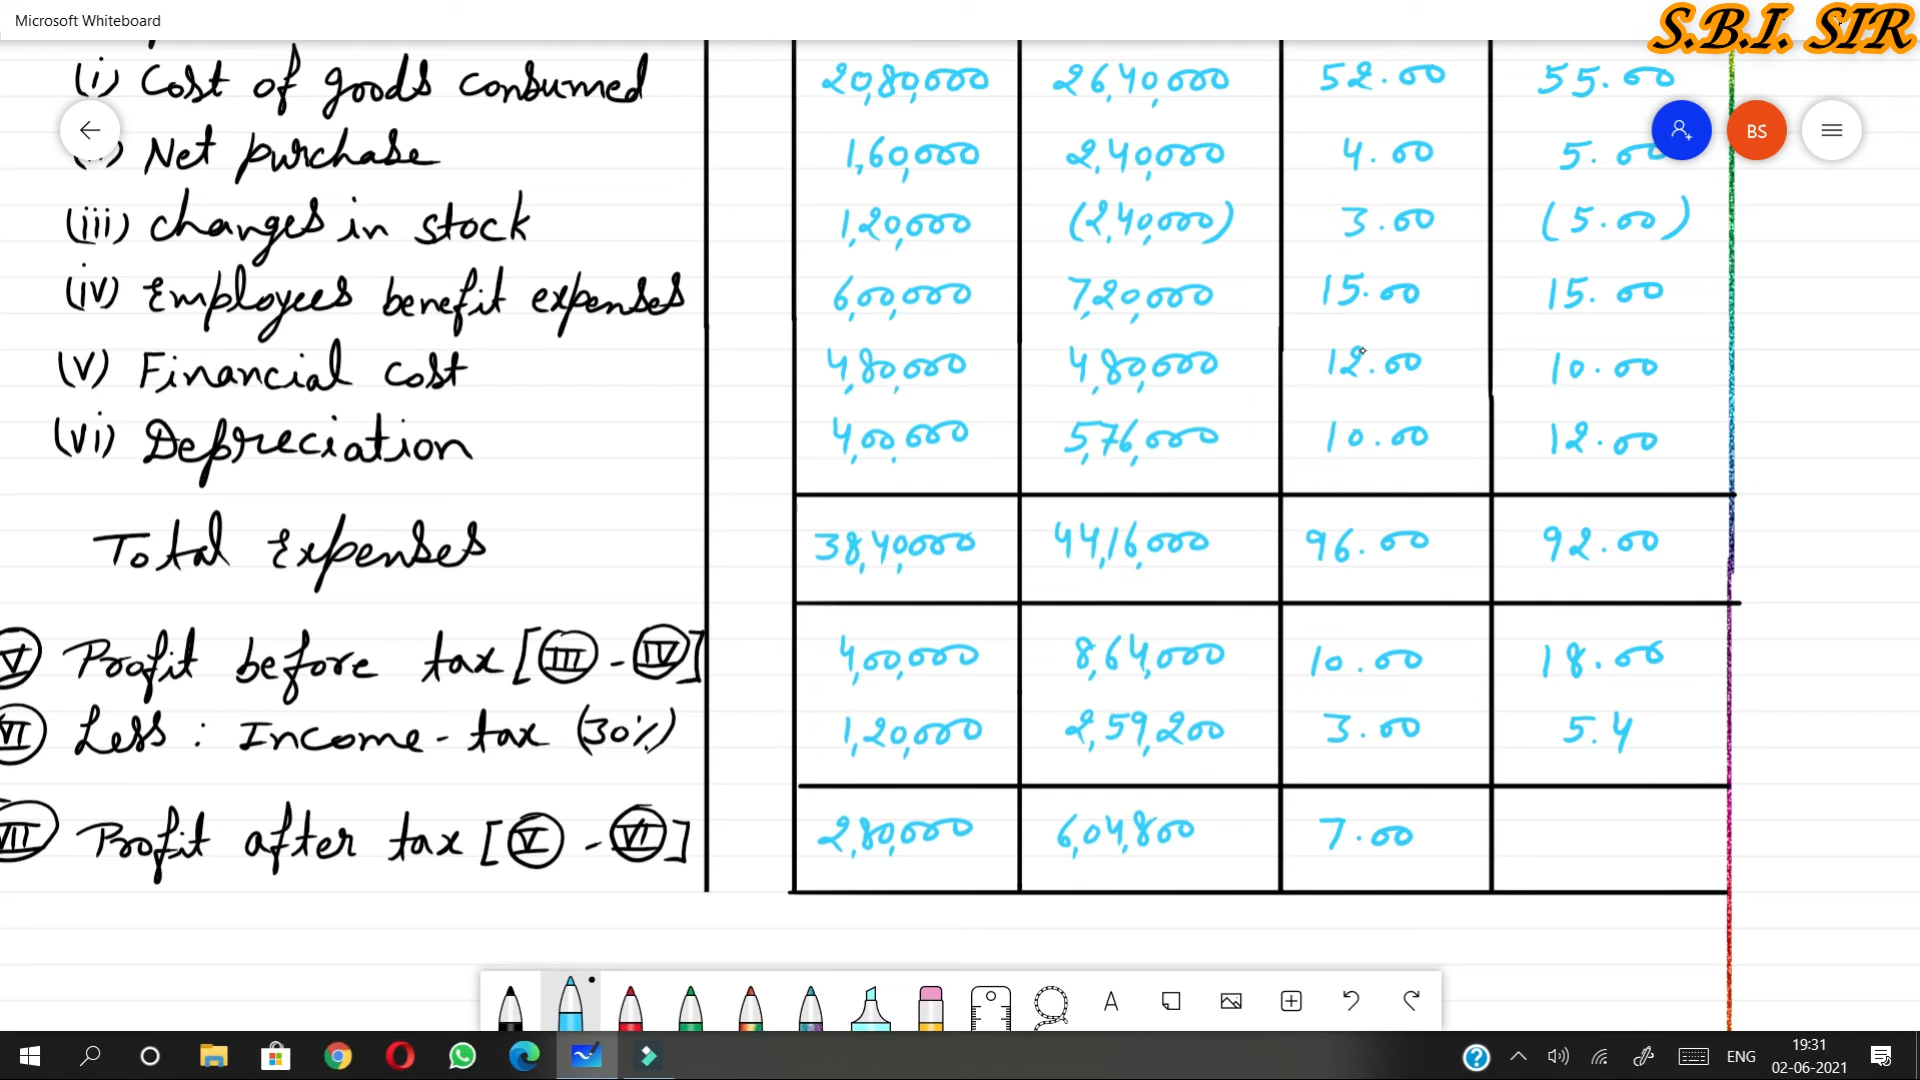 Microsoft Whiteboard
S.B.I. SIR
(i) Cost of goods consumed 20,80,000 26,40,000 52.00 55.00
BS
Net purchase 1,60,000 2,40,000 4.00 5.00
(iii) Changes in stock 1,20,000 (2,40,000) 3.00 (5.00)
(iv) Employees benefit expenses 6,00,000 7,20,000 15.00 15.00
(v) Financial cost 4,80,000 4,80,000 12.00 10.00
(vi) Depreciation 4,00,000 5,76,000 10.00 12.00
Total Expenses 38,40,000 44,16,000 96.00 92.00
V Profit before tax [III - IV] 4,00,000 8,64,000 10.00 18.00
VI Less: Income-tax (30%) 1,20,000 2,59,200 3.00 5.4
VII Profit after tax [V - VI] 2,80,000 6,04,800 7.00
A
ENG 19:31
02-06-2021